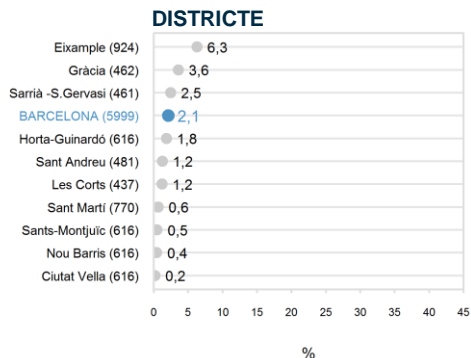 DISTRICTE
Eixample (924) 6,3
Gràcia (462) 3,6
Sarrià -S.Gervasi (461) 2,5
BARCELONA (5999) 2,1
Horta-Guinardó (616) 1,8
Sant Andreu (481) 1,2
Les Corts (437) 1,2
Sant Martí (770) 0,6
Sants-Montjuïc (616) 0,5
Nou Barris (616) 0,4
Ciutat Vella (616) 0,2
0 5 10 15 20 25 30 35 40 45
%